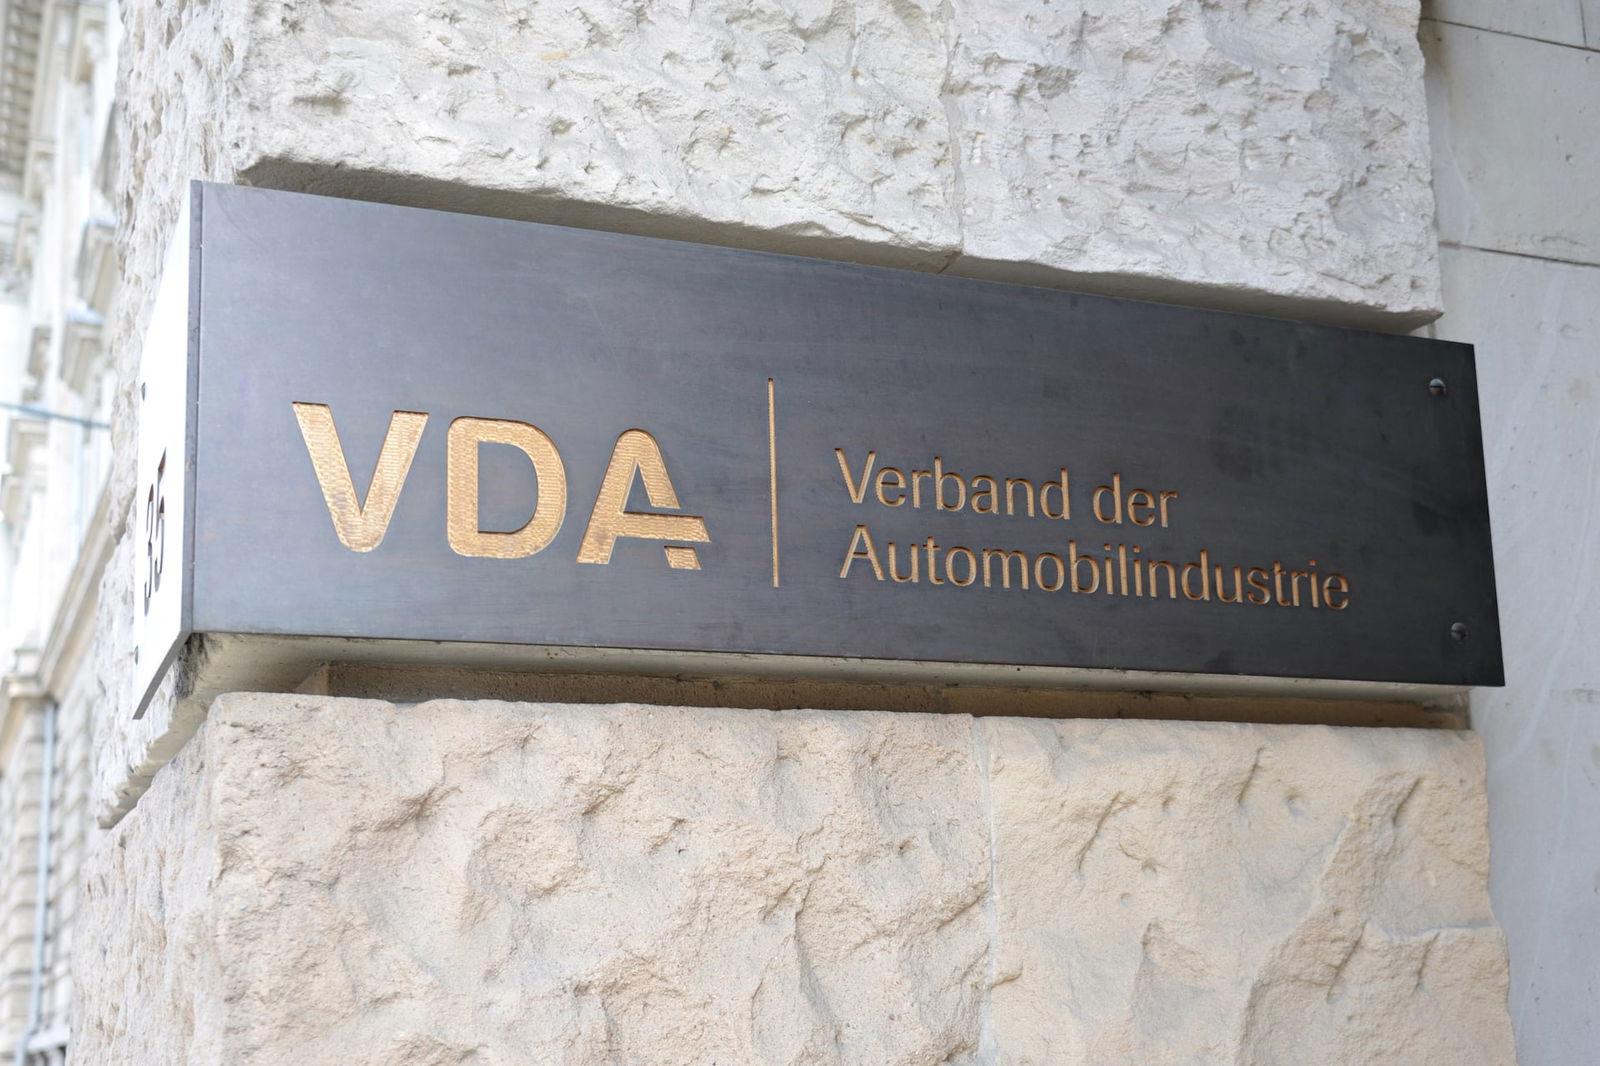 35
VDA
Verband der
Automobilindustrie